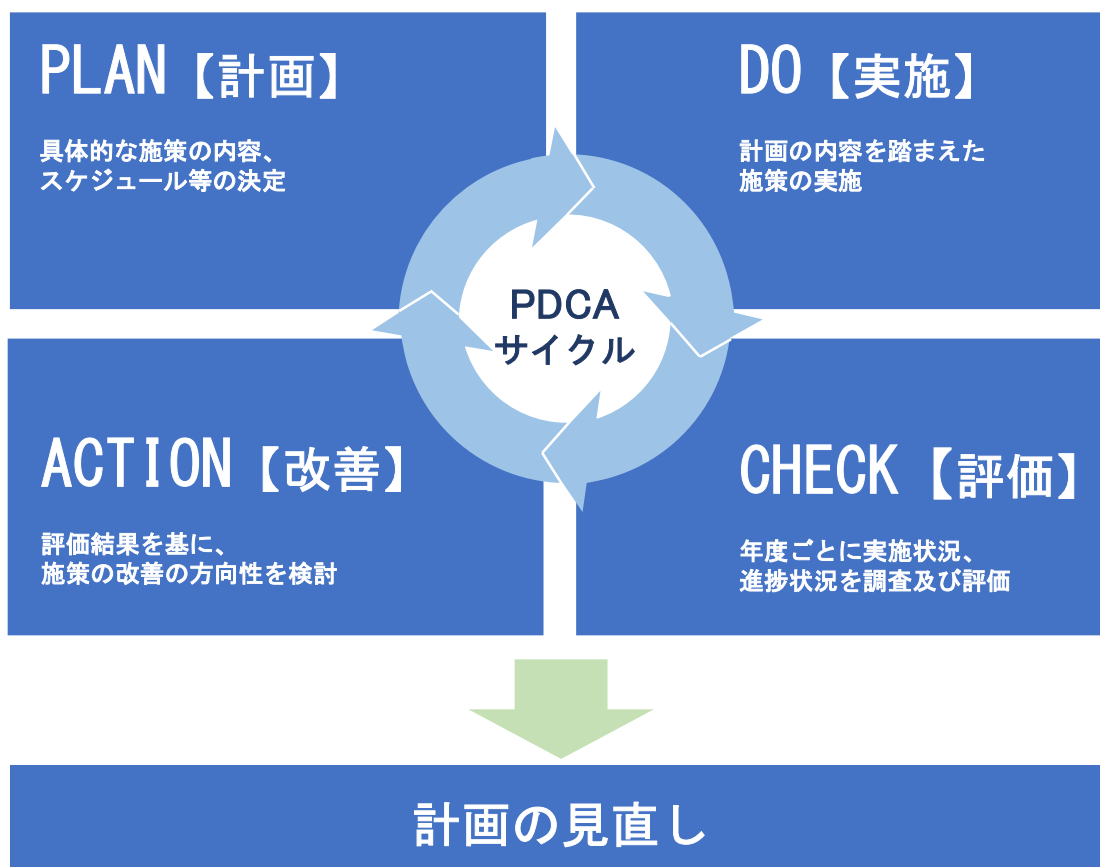 PLAN【計画】
具体的な施策の内容、
スケジュール等の決定
DO【実施】
計画の内容を踏まえた
施策の実施
PDCA
サイクル
ACTION【改善】
評価結果を基に、
施策の改善の方向性を検討
CHECK【評価】
年度ごとに実施状況、
進捗状況を調査及び評価
計画の見直し